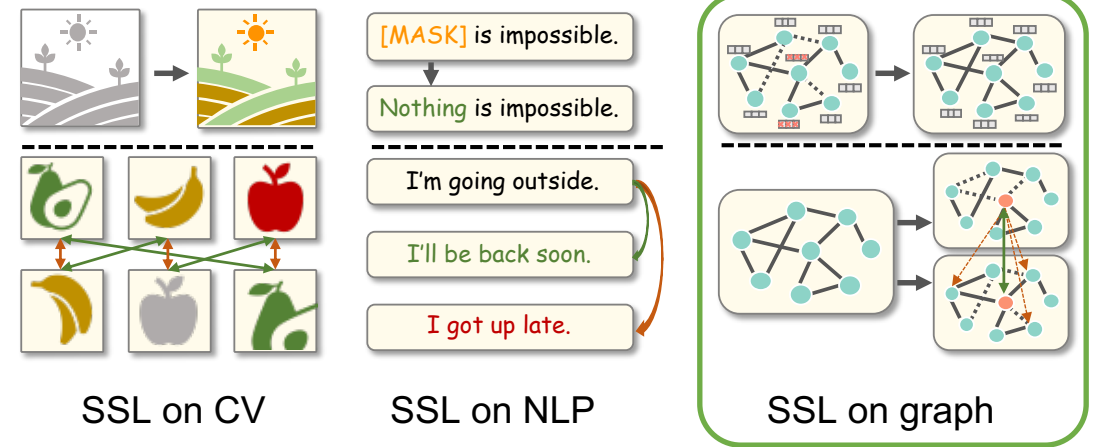 [MASK] is impossible.
Nothing is impossible.
I'm going outside.
I'll be back soon.
I got up late.
SSL on CV
SSL on NLP
SSL on graph